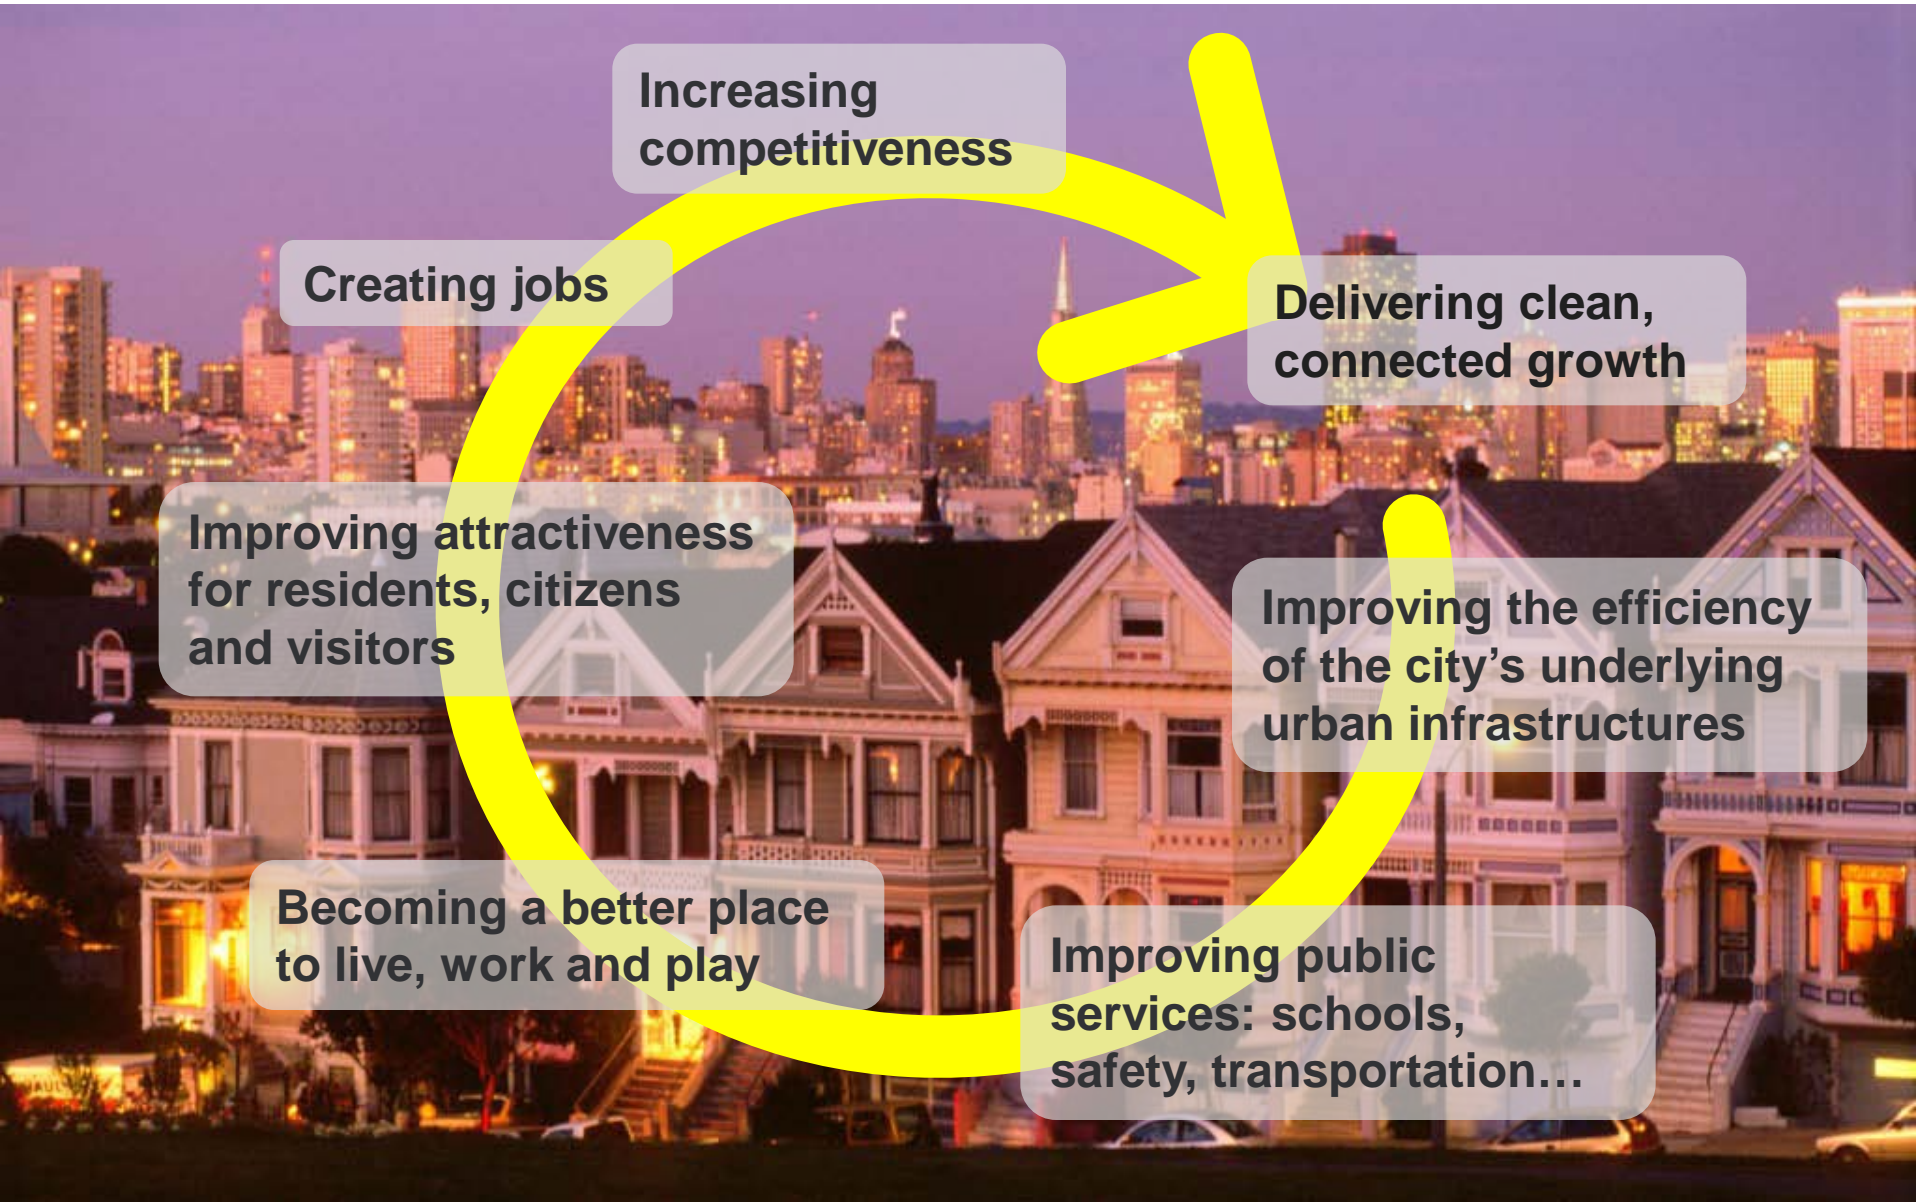 Increasing
competitiveness
Creating jobs
Delivering clean,
connected growth
Improving attractiveness
for residents, citizens
and visitors
Improving the efficiency
of the city’s underlying
urban infrastructures
Becoming a better place
to live, work and play
Improving public
services: schools,
safety, transportation…